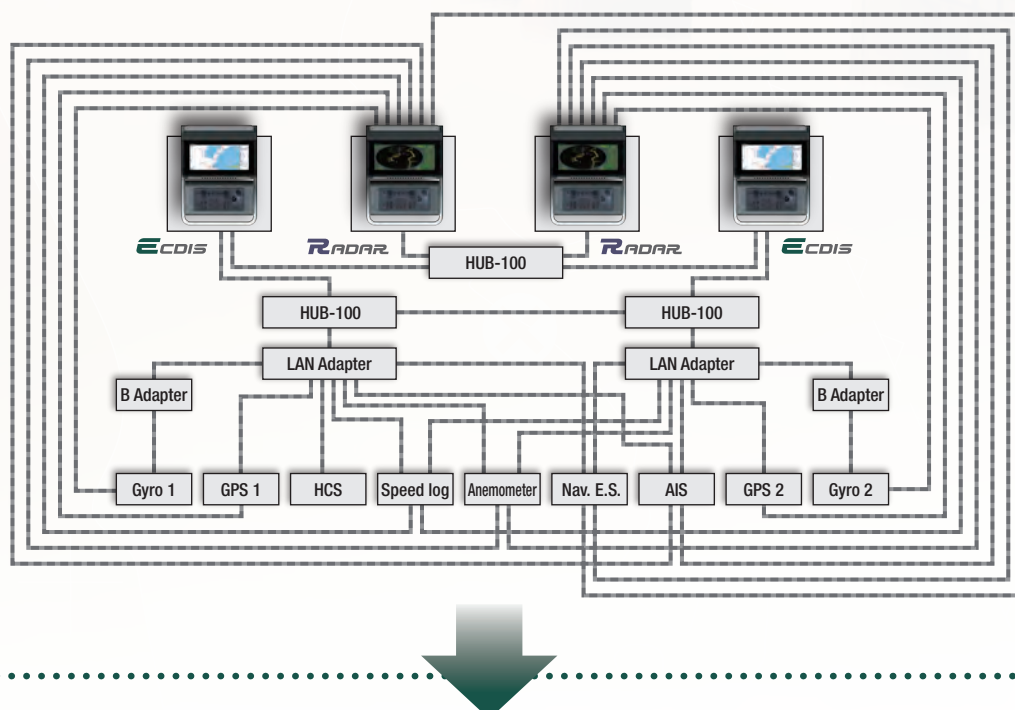 ECDIS
RADAR
RADAR
ECDIS
HUB-100
HUB-100
HUB-100
LAN Adapter
LAN Adapter
B Adapter
B Adapter
Gyro 1
GPS 1
HCS
Speed log
Anemometer
Nav. E.S.
AIS
GPS 2
Gyro 2